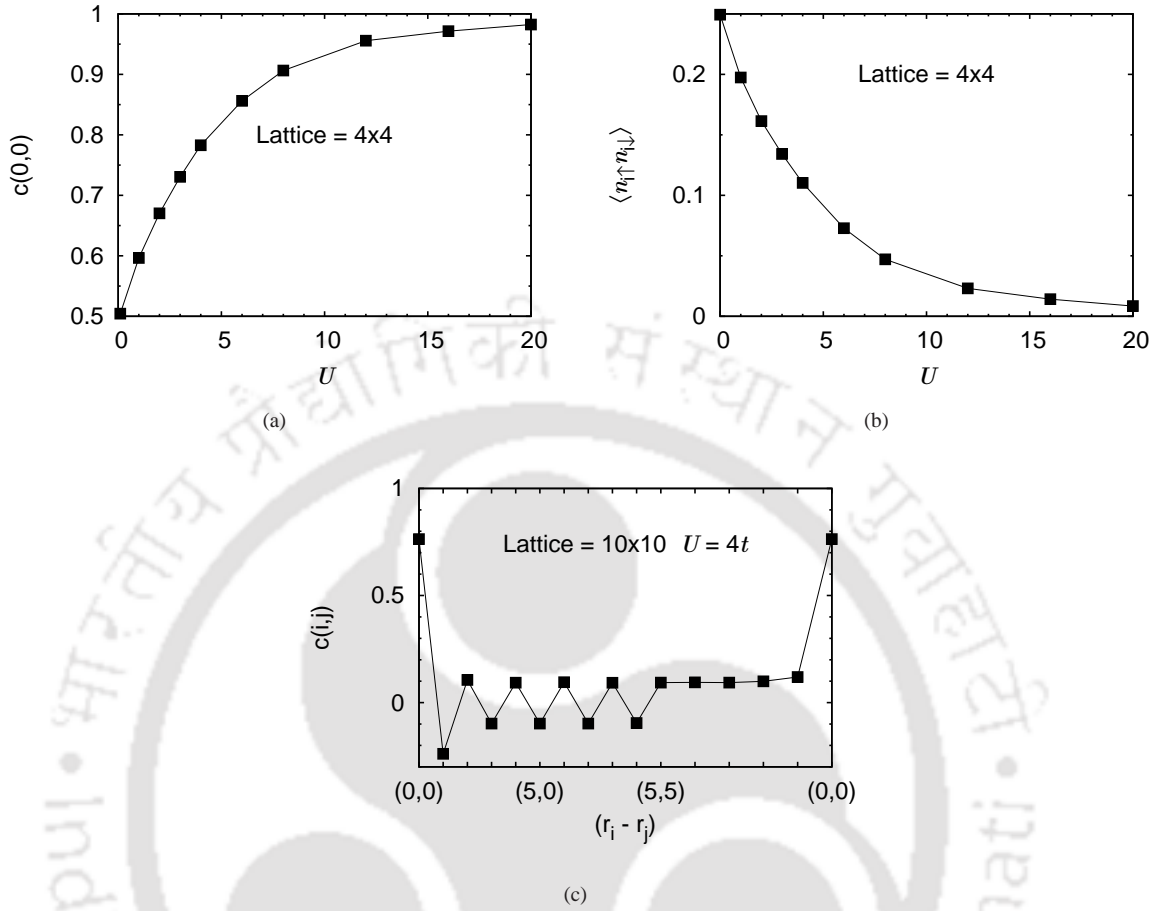 1
0.9
0.8
0.7
0.6
0.5
c(0,0)
Lattice = 4x4
0 5 10 15 20
U
(a)
0.2
0.1
0
⟨n_i↑ n_i↓⟩
Lattice = 4x4
0 5 10 15 20
U
(b)
1
0.5
0
c(i,j)
Lattice = 10x10 U = 4t
(0,0) (5,0) (5,5) (0,0)
(r_i - r_j)
(c)
भारतीय प्रौद्योगिकी संस्थान गुवाहाटी